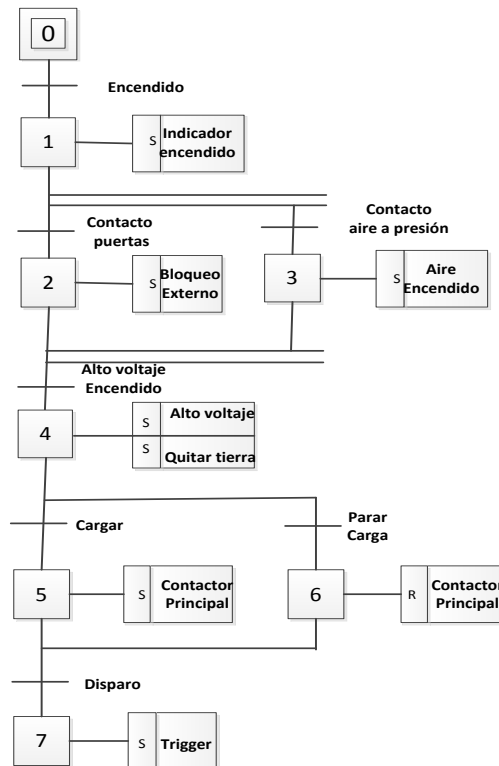 0
Encendido
1
S
Indicador
encendido
Contacto
puertas
Contacto
aire a presión
2
S
Bloqueo
Externo
3
S
Aire
Encendido
Alto voltaje
Encendido
4
S
Alto voltaje
S
Quitar tierra
Cargar
Parar
Carga
5
S
Contactor
Principal
6
R
Contactor
Principal
Disparo
7
S
Trigger